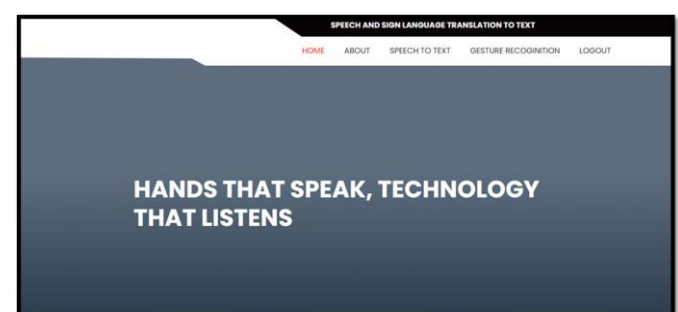 SPEECH AND SIGN LANGUAGE TRANSLATION TO TEXT
HOME ABOUT SPEECH TO TEXT GESTURE RECOGINITION LOGOUT
HANDS THAT SPEAK, TECHNOLOGY
THAT LISTENS